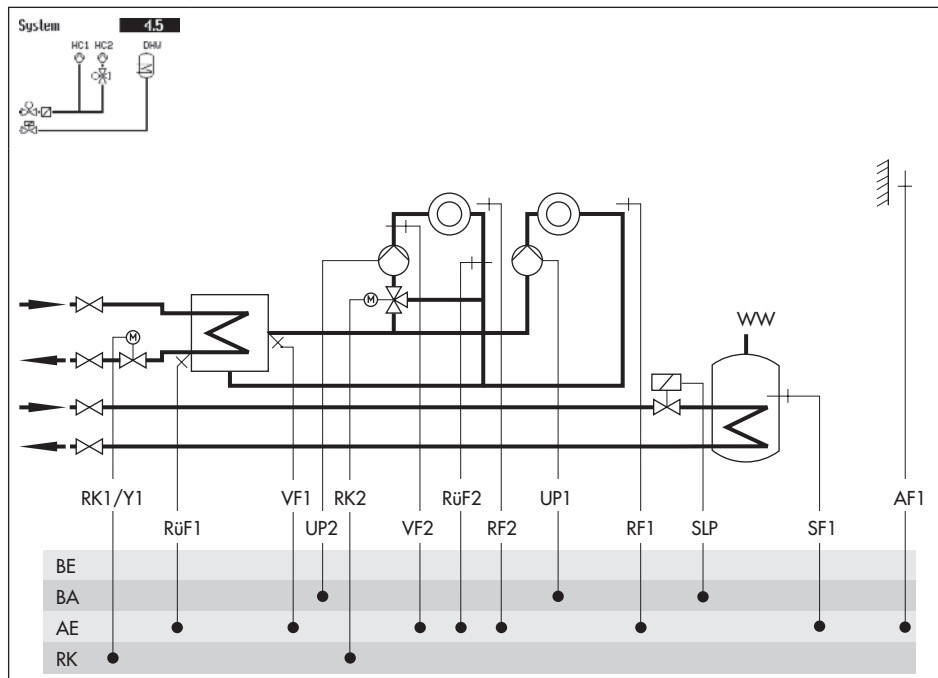 System 4.5
HC1 HC2 DHW
M
M
WW
RK1/Y1 VF1 RK2 RüF2 UP1 AF1
RüF1 UP2 VF2 RF2 RF1 SLP SF1
BE
BA
AE
RK